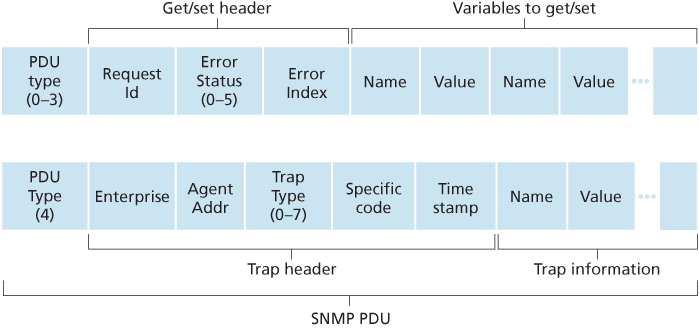 Get/set header Variables to get/set
PDU type (0–3) Request Id Error Status (0–5) Error Index Name Value Name Value ...
PDU Type (4) Enterprise Agent Addr Trap Type (0–7) Specific code Time stamp Name Value ...
Trap header Trap information
SNMP PDU